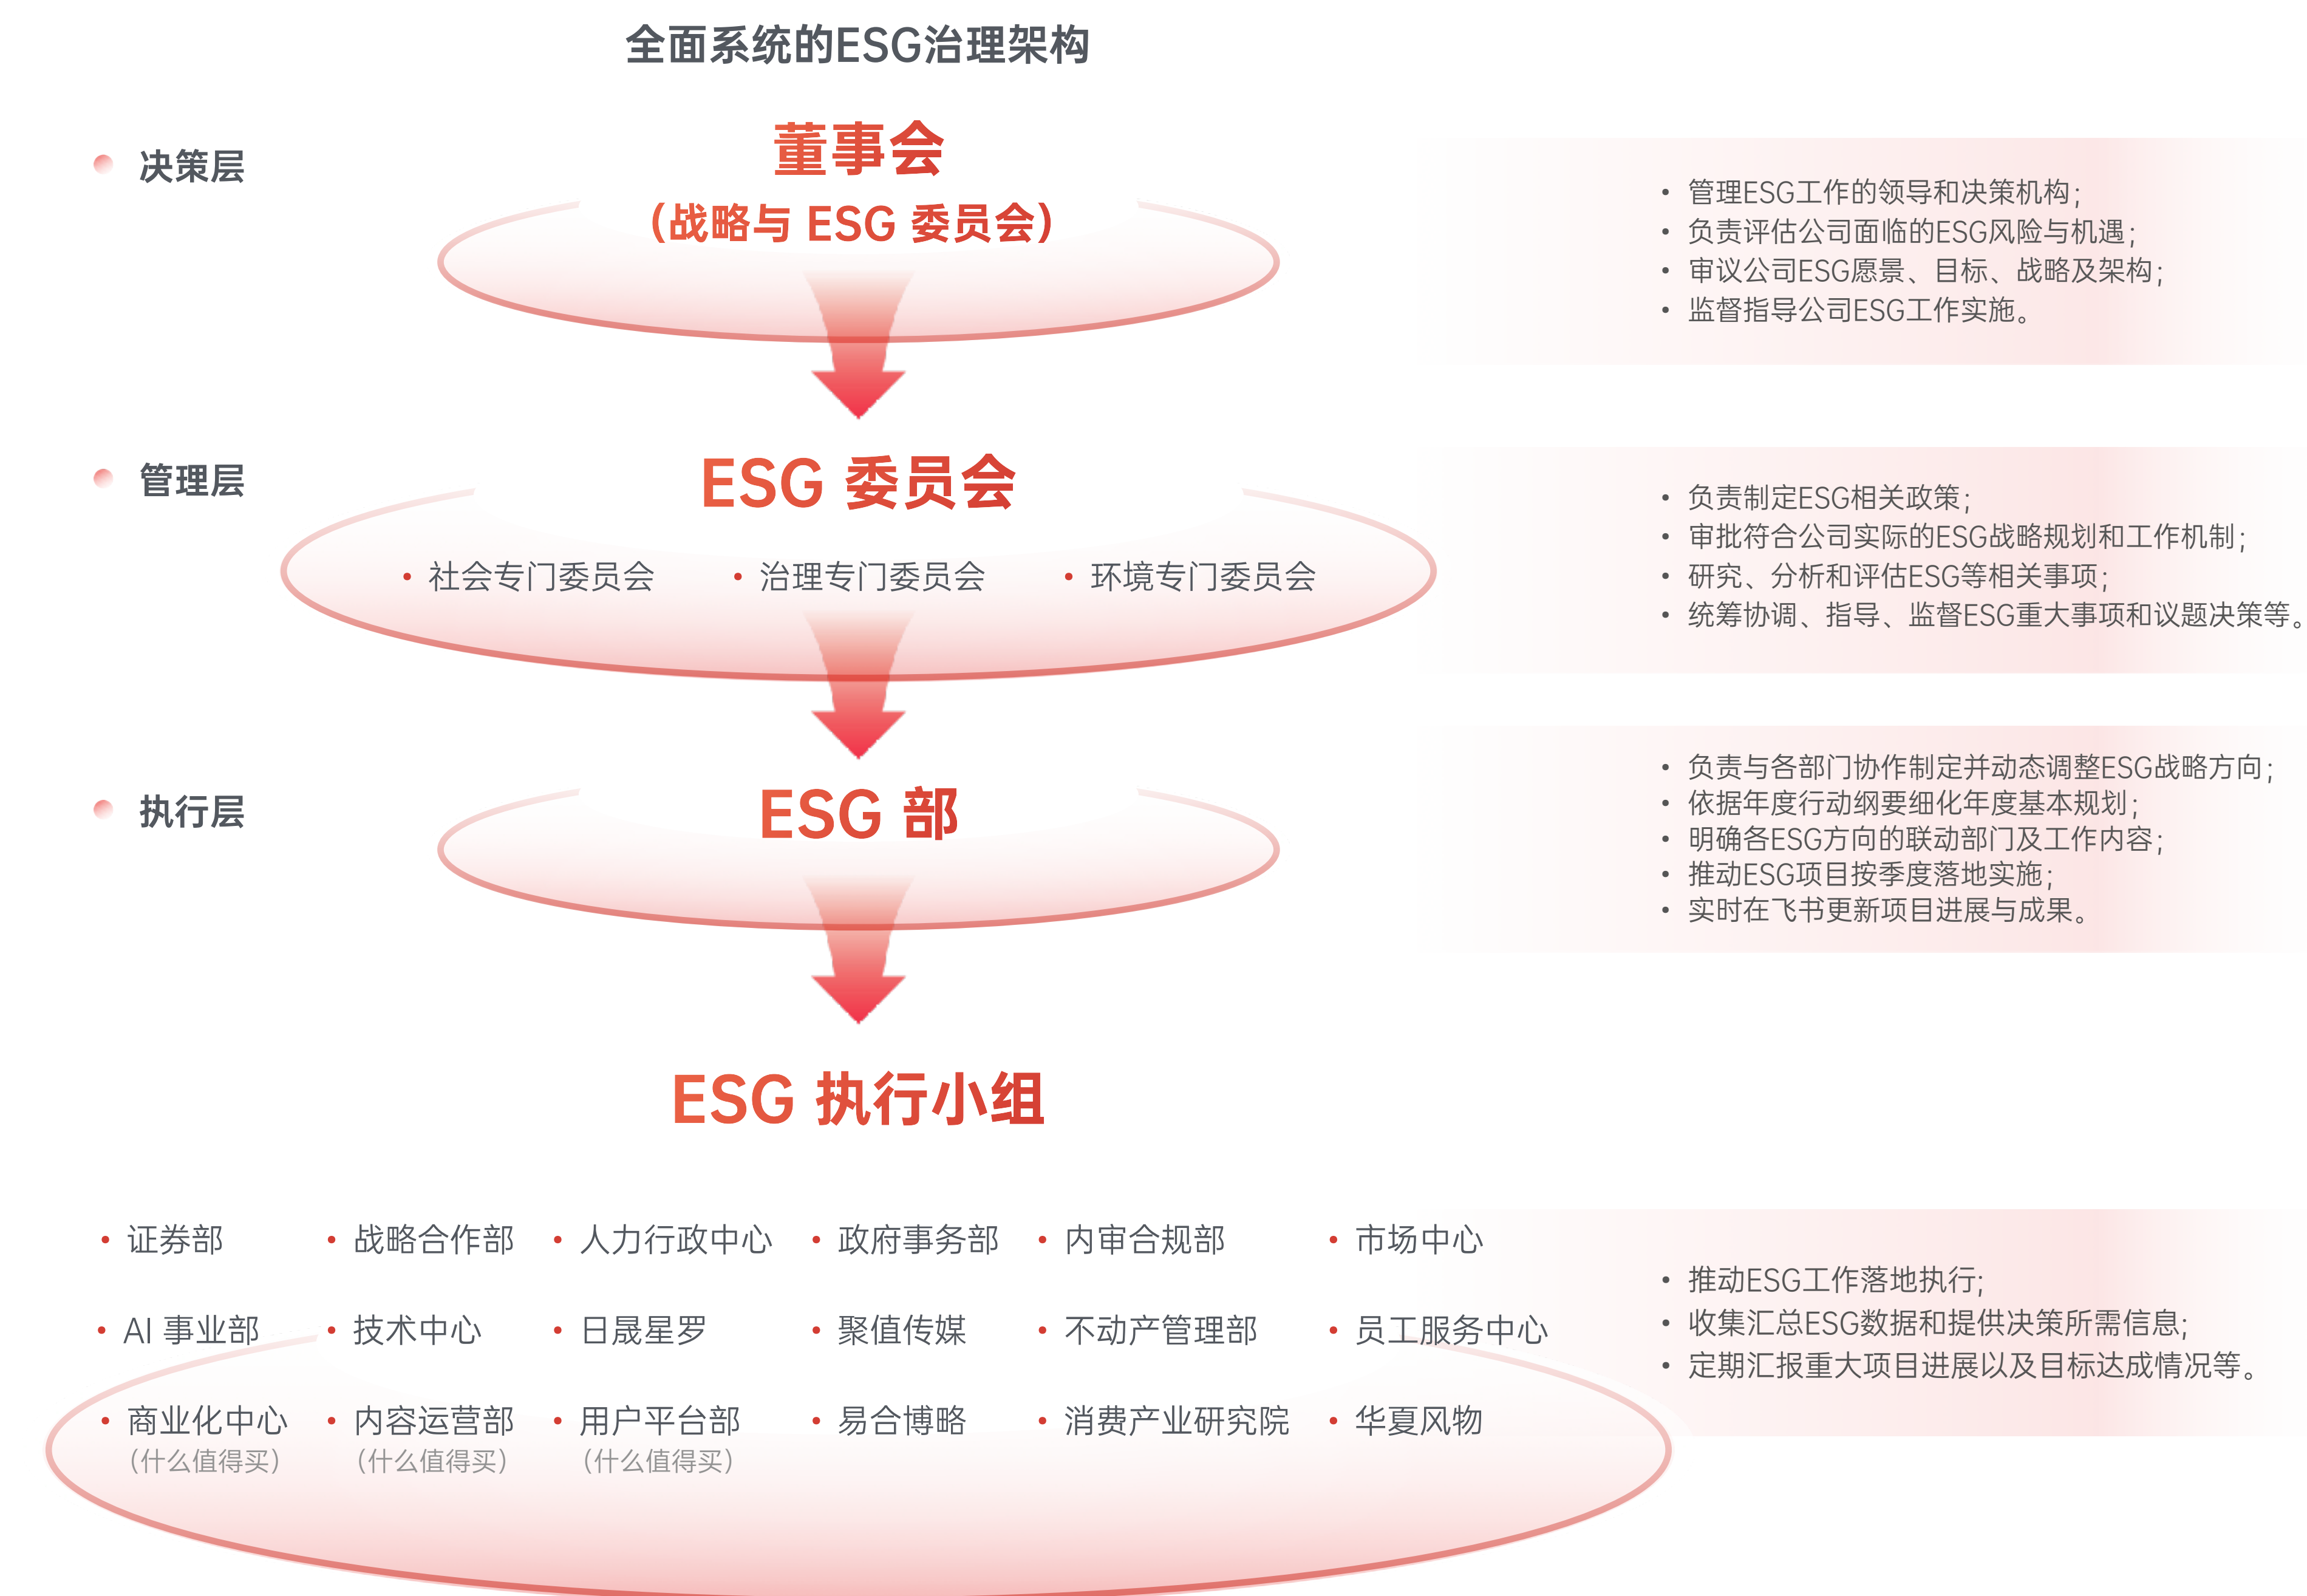 全面系统的ESG治理架构
决策层
董事会
（战略与 ESG 委员会）
• 管理ESG工作的领导和决策机构；
• 负责评估公司面临的ESG风险与机遇；
• 审议公司ESG愿景、目标、战略及架构；
• 监督指导公司ESG工作实施。
管理层
ESG 委员会
• 社会专门委员会
• 治理专门委员会
• 环境专门委员会
• 负责制定ESG相关政策；
• 审批符合公司实际的ESG战略规划和工作机制；
• 研究、分析和评估ESG等相关事项；
• 统筹协调、指导、监督ESG重大事项和议题决策等。
执行层
ESG 部
• 负责与各部门协作制定并动态调整ESG战略方向；
• 依据年度行动纲要细化年度基本规划；
• 明确各ESG方向的联动部门及工作内容；
• 推动ESG项目按季度落地实施；
• 实时在飞书更新项目进展与成果。
ESG 执行小组
• 证券部
• 战略合作部
• 人力行政中心
• 政府事务部
• 内审合规部
• 市场中心
• AI 事业部
• 技术中心
• 日晟星罗
• 聚值传媒
• 不动产管理部
• 员工服务中心
• 商业化中心
（什么值得买）
• 内容运营部
（什么值得买）
• 用户平台部
（什么值得买）
• 易合博略
• 消费产业研究院
• 华夏风物
• 推动ESG工作落地执行;
• 收集汇总ESG数据和提供决策所需信息;
• 定期汇报重大项目进展以及目标达成情况等。